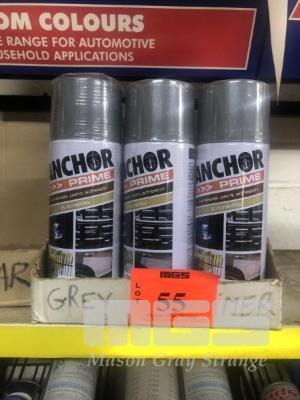 OM COLOURS
E RANGE FOR AUTOMOTIVE
USEHOLD APPLICATIONS
ANCHOR
>>> PRIME
ANCHOR
>>> PRIME
ANCHOR
>>> PRIME
AR
GREY
MER
MGS
LOT
55
MGS
Mason Gray Strange